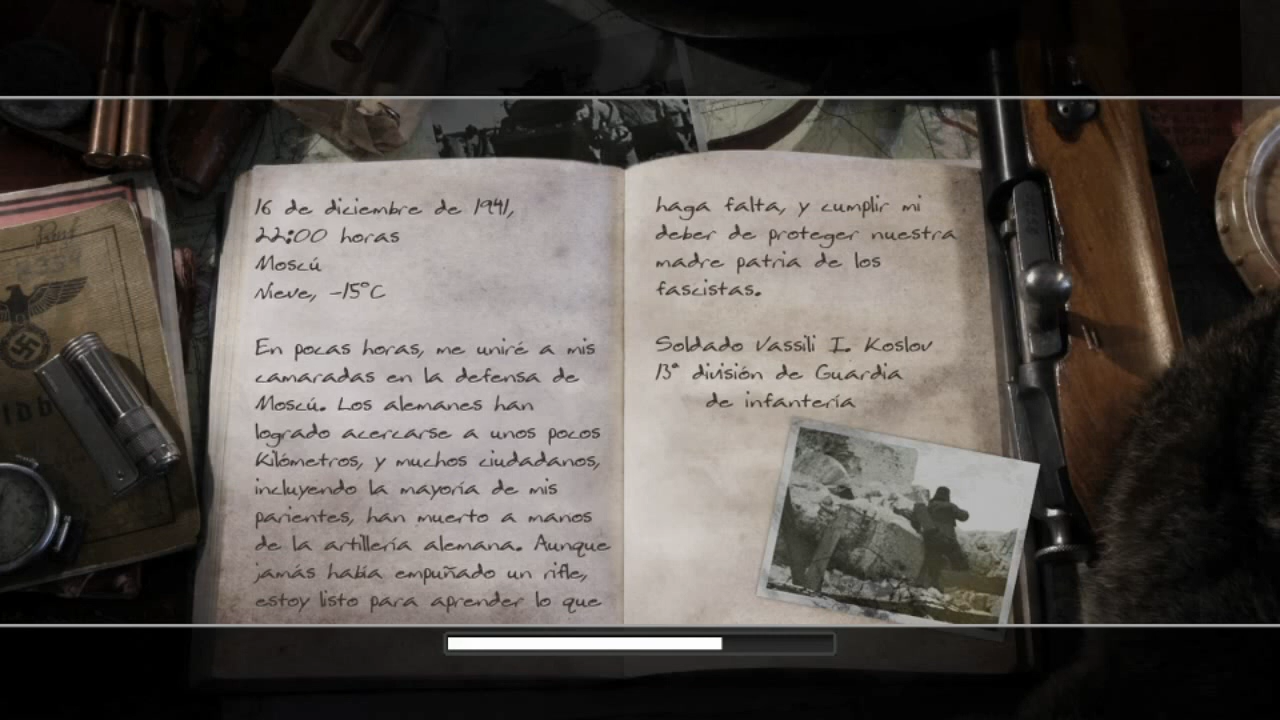 16 de diciembre de 1941,
22:00 horas
Moscú
Nieve, -15°C
En pocas horas, me uniré a mis
camaradas en la defensa de
Moscú. Los alemanes han
logrado acercarse a unos pocos
kilómetros, y muchos ciudadanos,
incluyendo la mayoría de mis
parientes, han muerto a manos
de la artillería alemana. Aunque
jamás había empuñado un rifle,
estoy listo para aprender lo que
haga falta, y cumplir mi
deber de proteger nuestra
madre patria de los
fascistas.
Soldado Vassili I. Koslov
13ª división de Guardia
de infantería